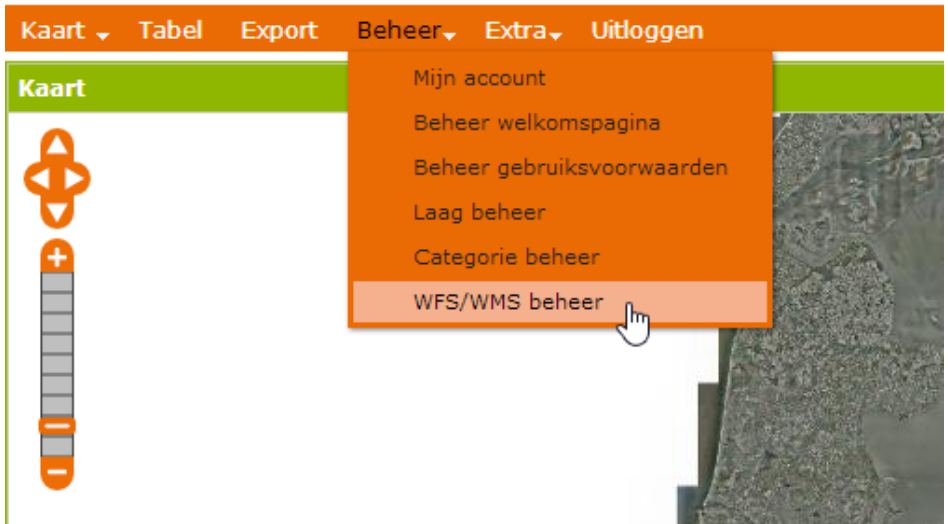 Kaart Tabel Export Beheer Extra Uitloggen
Kaart
Mijn account
Beheer welkomspagina
Beheer gebruiksvoorwaarden
Laag beheer
Categorie beheer
WFS/WMS beheer